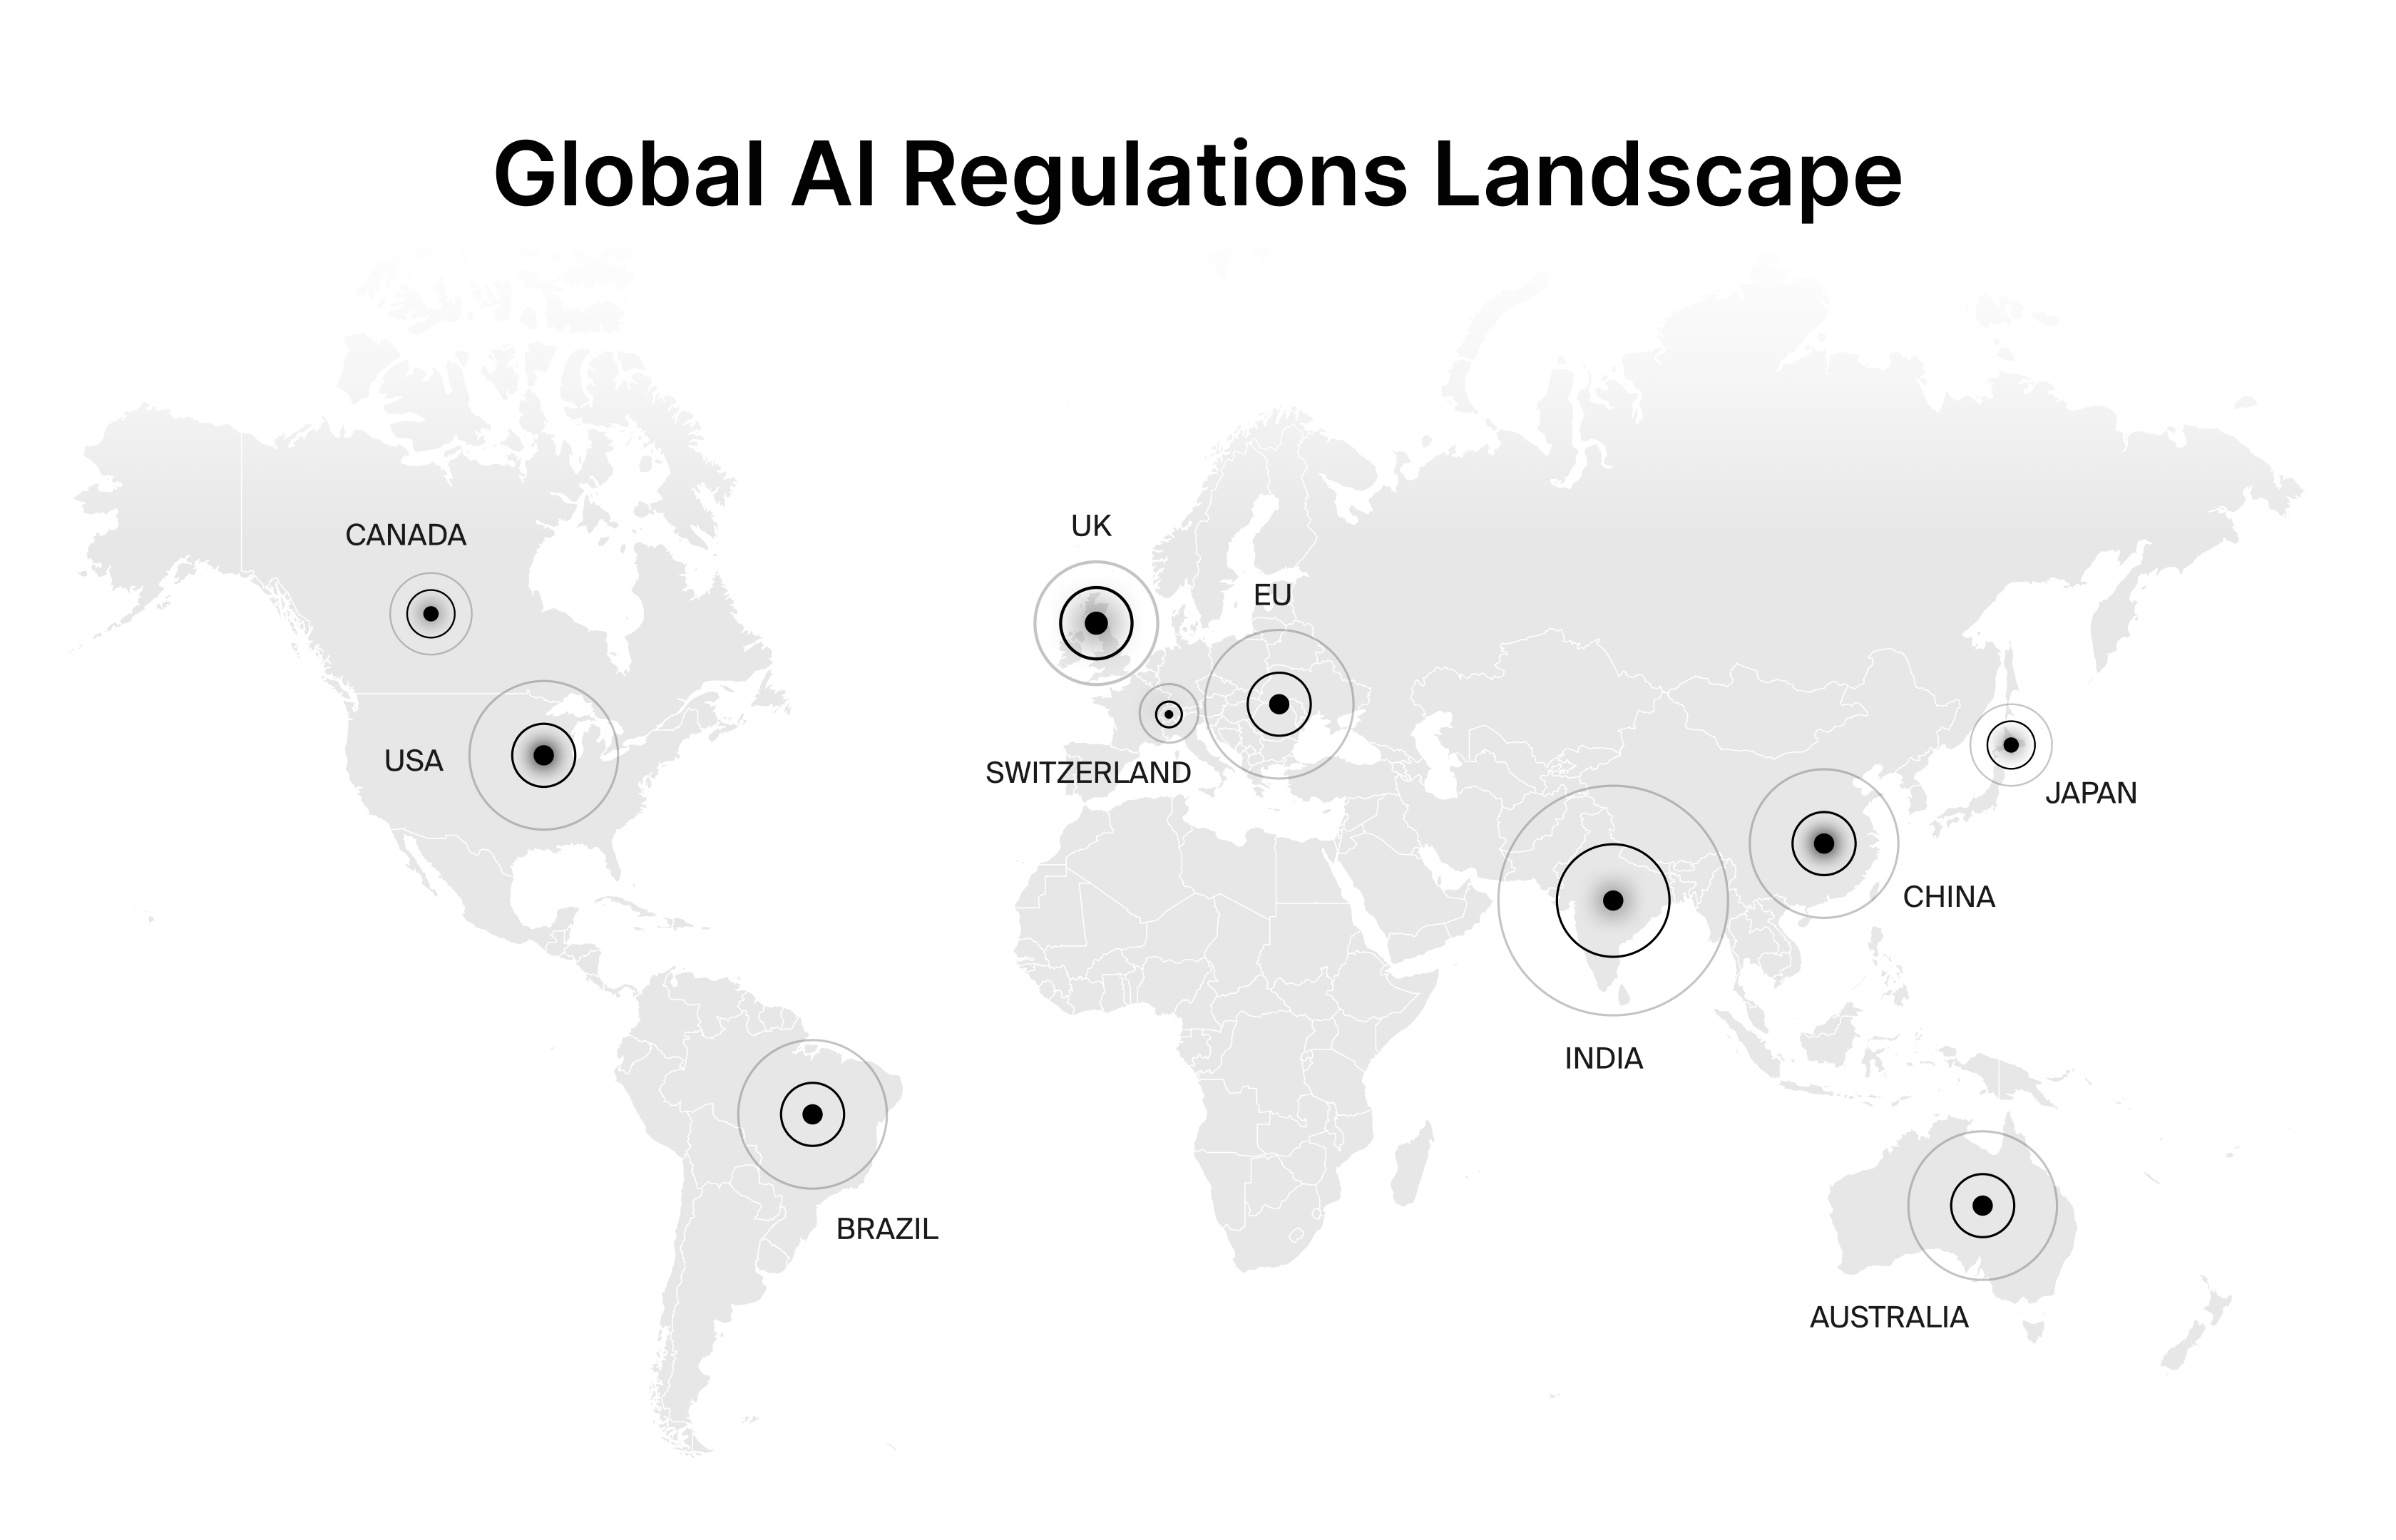 Global AI Regulations Landscape
CANADA
UK
EU
USA
SWITZERLAND
JAPAN
CHINA
INDIA
BRAZIL
AUSTRALIA